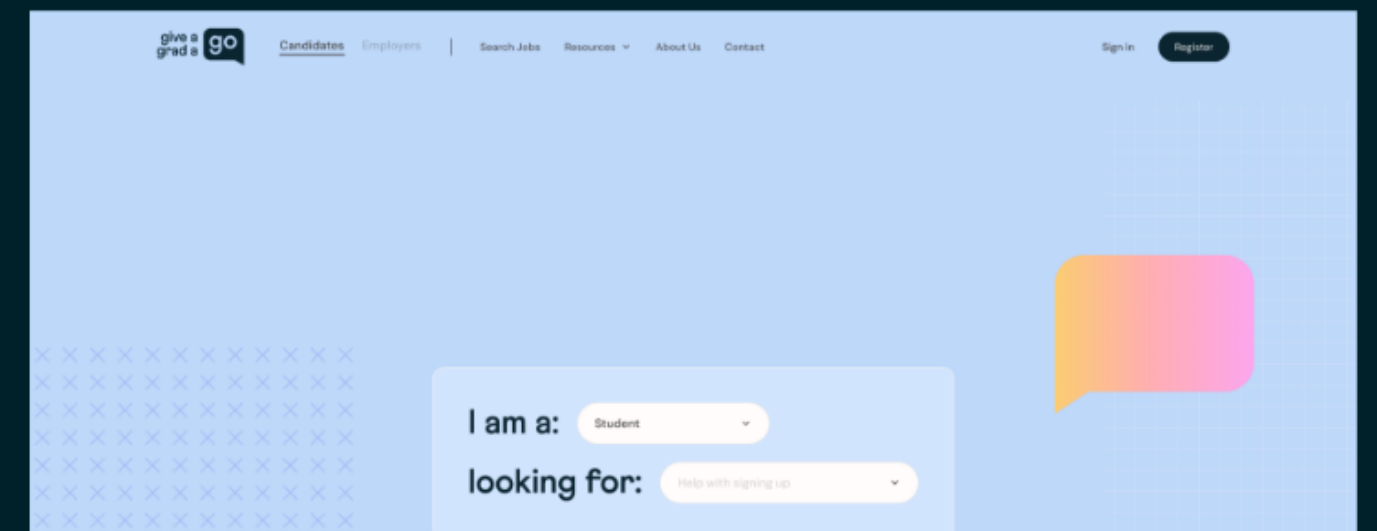 give a
grad a go
Candidates Employers Search Jobs Resources About Us Contact Sign in Register
I am a: Student
looking for: Help with signing up